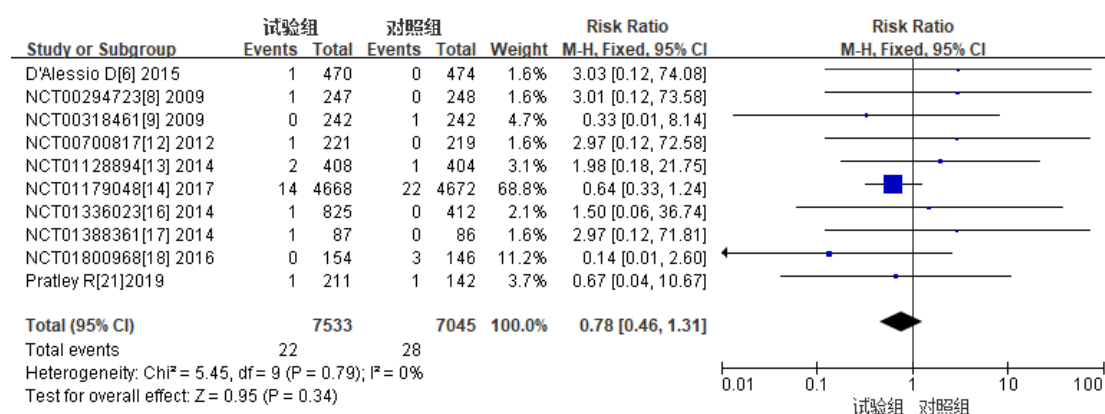 试验组 对照组 Risk Ratio Risk Ratio
Study or Subgroup Events Total Events Total Weight M-H, Fixed, 95% CI M-H, Fixed, 95% CI
D'Alessio D[6] 2015 1 470 0 474 1.6% 3.03 [0.12, 74.08]
NCT00294723[8] 2009 1 247 0 248 1.6% 3.01 [0.12, 73.58]
NCT00318461[9] 2009 0 242 1 242 4.7% 0.33 [0.01, 8.14]
NCT00700817[12] 2012 1 221 0 219 1.6% 2.97 [0.12, 72.58]
NCT01128894[13] 2014 2 408 1 404 3.1% 1.98 [0.18, 21.75]
NCT01179048[14] 2017 14 4668 22 4672 68.8% 0.64 [0.33, 1.24]
NCT01336023[16] 2014 1 825 0 412 2.1% 1.50 [0.06, 36.74]
NCT01388361[17] 2014 1 87 0 86 1.6% 2.97 [0.12, 71.81]
NCT01800968[18] 2016 0 154 3 146 11.2% 0.14 [0.01, 2.60]
Pratley R[21]2019 1 211 1 142 3.7% 0.67 [0.04, 10.67]
Total (95% CI) 7533 7045 100.0% 0.78 [0.46, 1.31]
Total events 22 28
Heterogeneity: Chi² = 5.45, df = 9 (P = 0.79); I² = 0%
Test for overall effect: Z = 0.95 (P = 0.34)
0.01 0.1 1 10 100
试验组 对照组